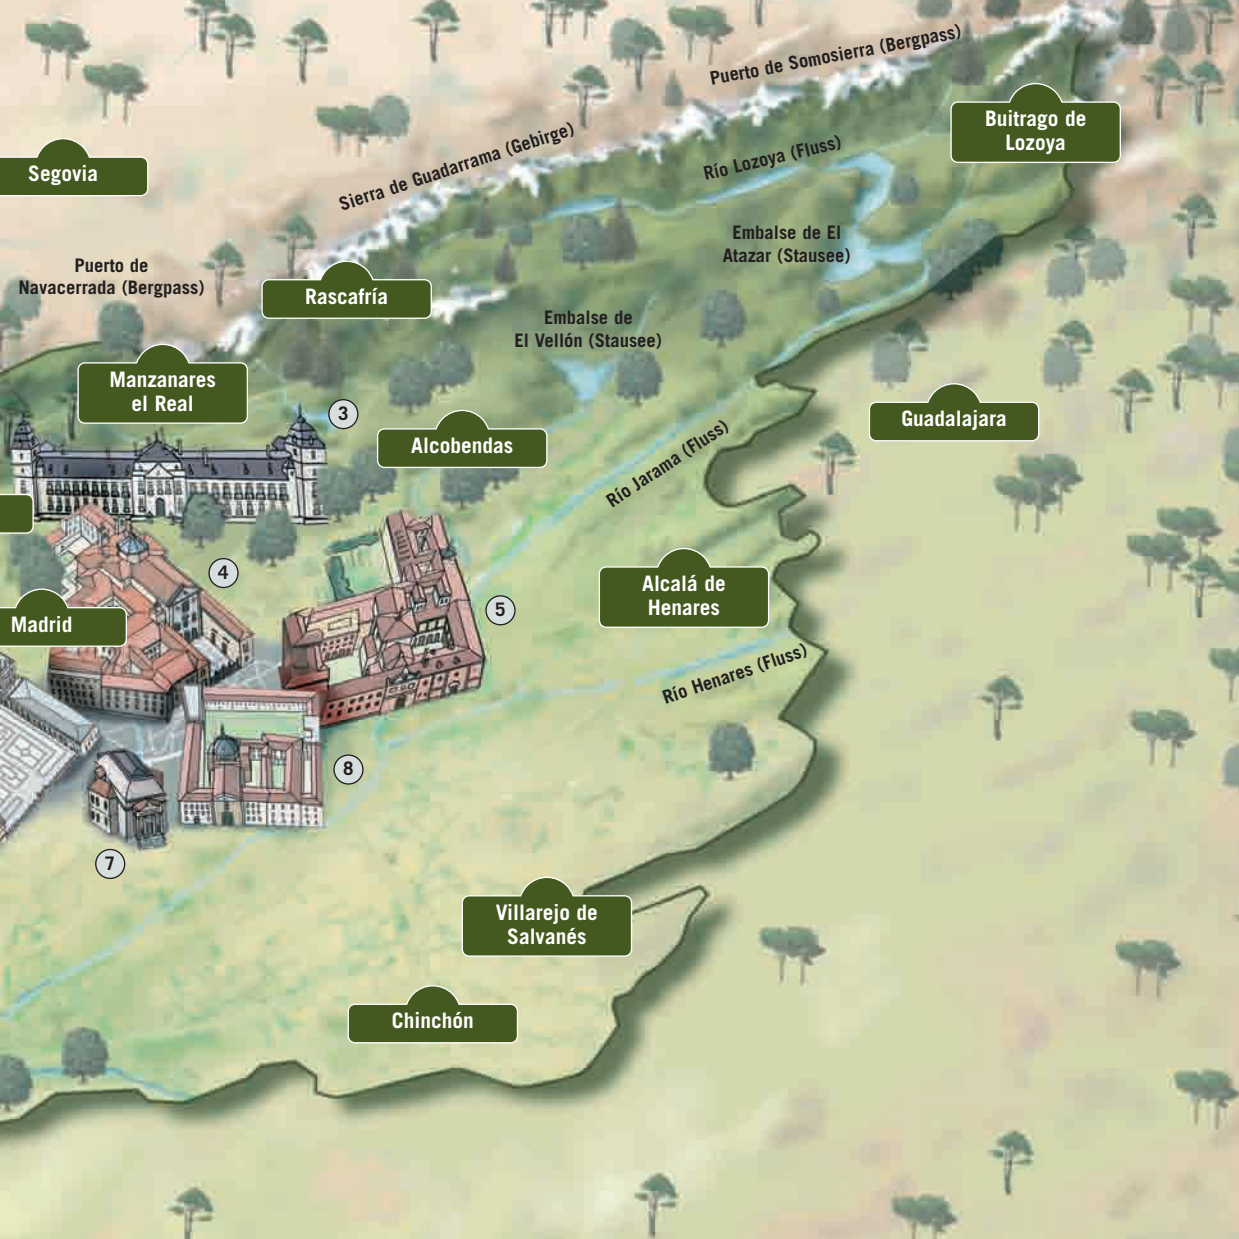 Puerto de Somosierra (Bergpass)
Buitrago de
Lozoya
Sierra de Guadarrama (Gebirge)
Río Lozoya (Fluss)
Segovia
Embalse de El
Atazar (Stausee)
Puerto de
Navacerrada (Bergpass)
Rascafría
Embalse de
El Vellón (Stausee)
Manzanares
el Real
3
Guadalajara
Alcobendas
Río Jarama (Fluss)
4
Alcalá de
Henares
5
Madrid
Río Henares (Fluss)
8
7
Villarejo de
Salvanés
Chinchón